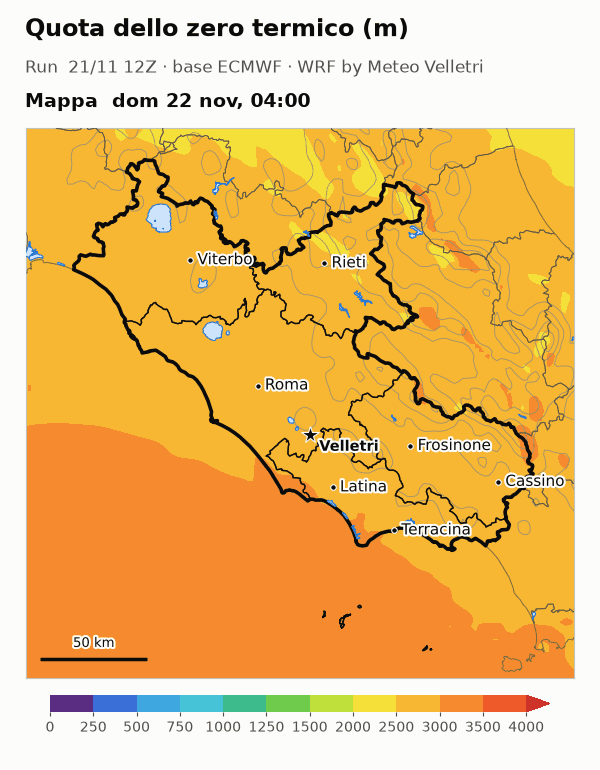 Quota dello zero termico (m)
Run  21/11 12Z · base ECMWF · WRF by Meteo Velletri
Mappa  dom 22 nov, 04:00
Viterbo
Rieti
Roma
Velletri
Frosinone
Cassino
Latina
Terracina
50 km
0 250 500 750 1000 1250 1500 2000 2500 3000 3500 4000